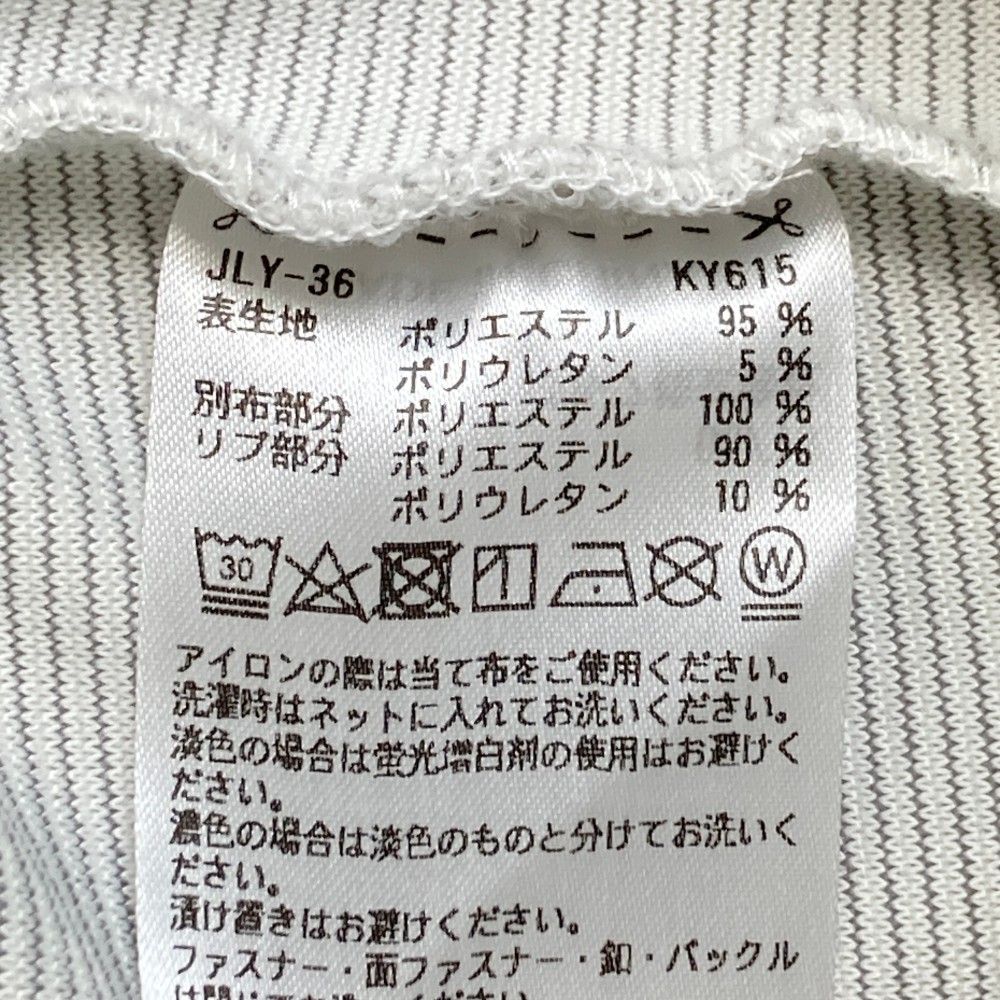 JLY-36 KY615
表生地 ポリエステル 95 %
ポリウレタン 5 %
別布部分 ポリエステル 100 %
リブ部分 ポリエステル 90 %
ポリウレタン 10 %
30 W
アイロンの際は当て布をご使用ください。
洗濯時はネットに入れてお洗いください。
淡色の場合は蛍光増白剤の使用はお避けく
ださい。
濃色の場合は淡色のものと分けてお洗いく
ださい。
漬け置きはお避けください。
ファスナー・面ファスナー・釦・バックル
ください。